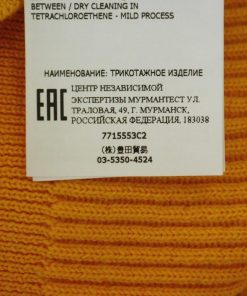 BETWEEN / DRY CLEANING IN
TETRACHLOROETHENE - MILD PROCESS
НАИМЕНОВАНИЕ: ТРИКОТАЖНОЕ ИЗДЕЛИЕ
EAC
ЦЕНТР НЕЗАВИСИМОЙ
ЭКСПЕРТИЗЫ МУРМАНТЕСТ УЛ.
ТРАЛОВАЯ, 49, Г. МУРМАНСК,
РОССИЙСКАЯ ФЕДЕРАЦИЯ, 183038
7715553C2
(株)豊田貿易
03-5350-4524